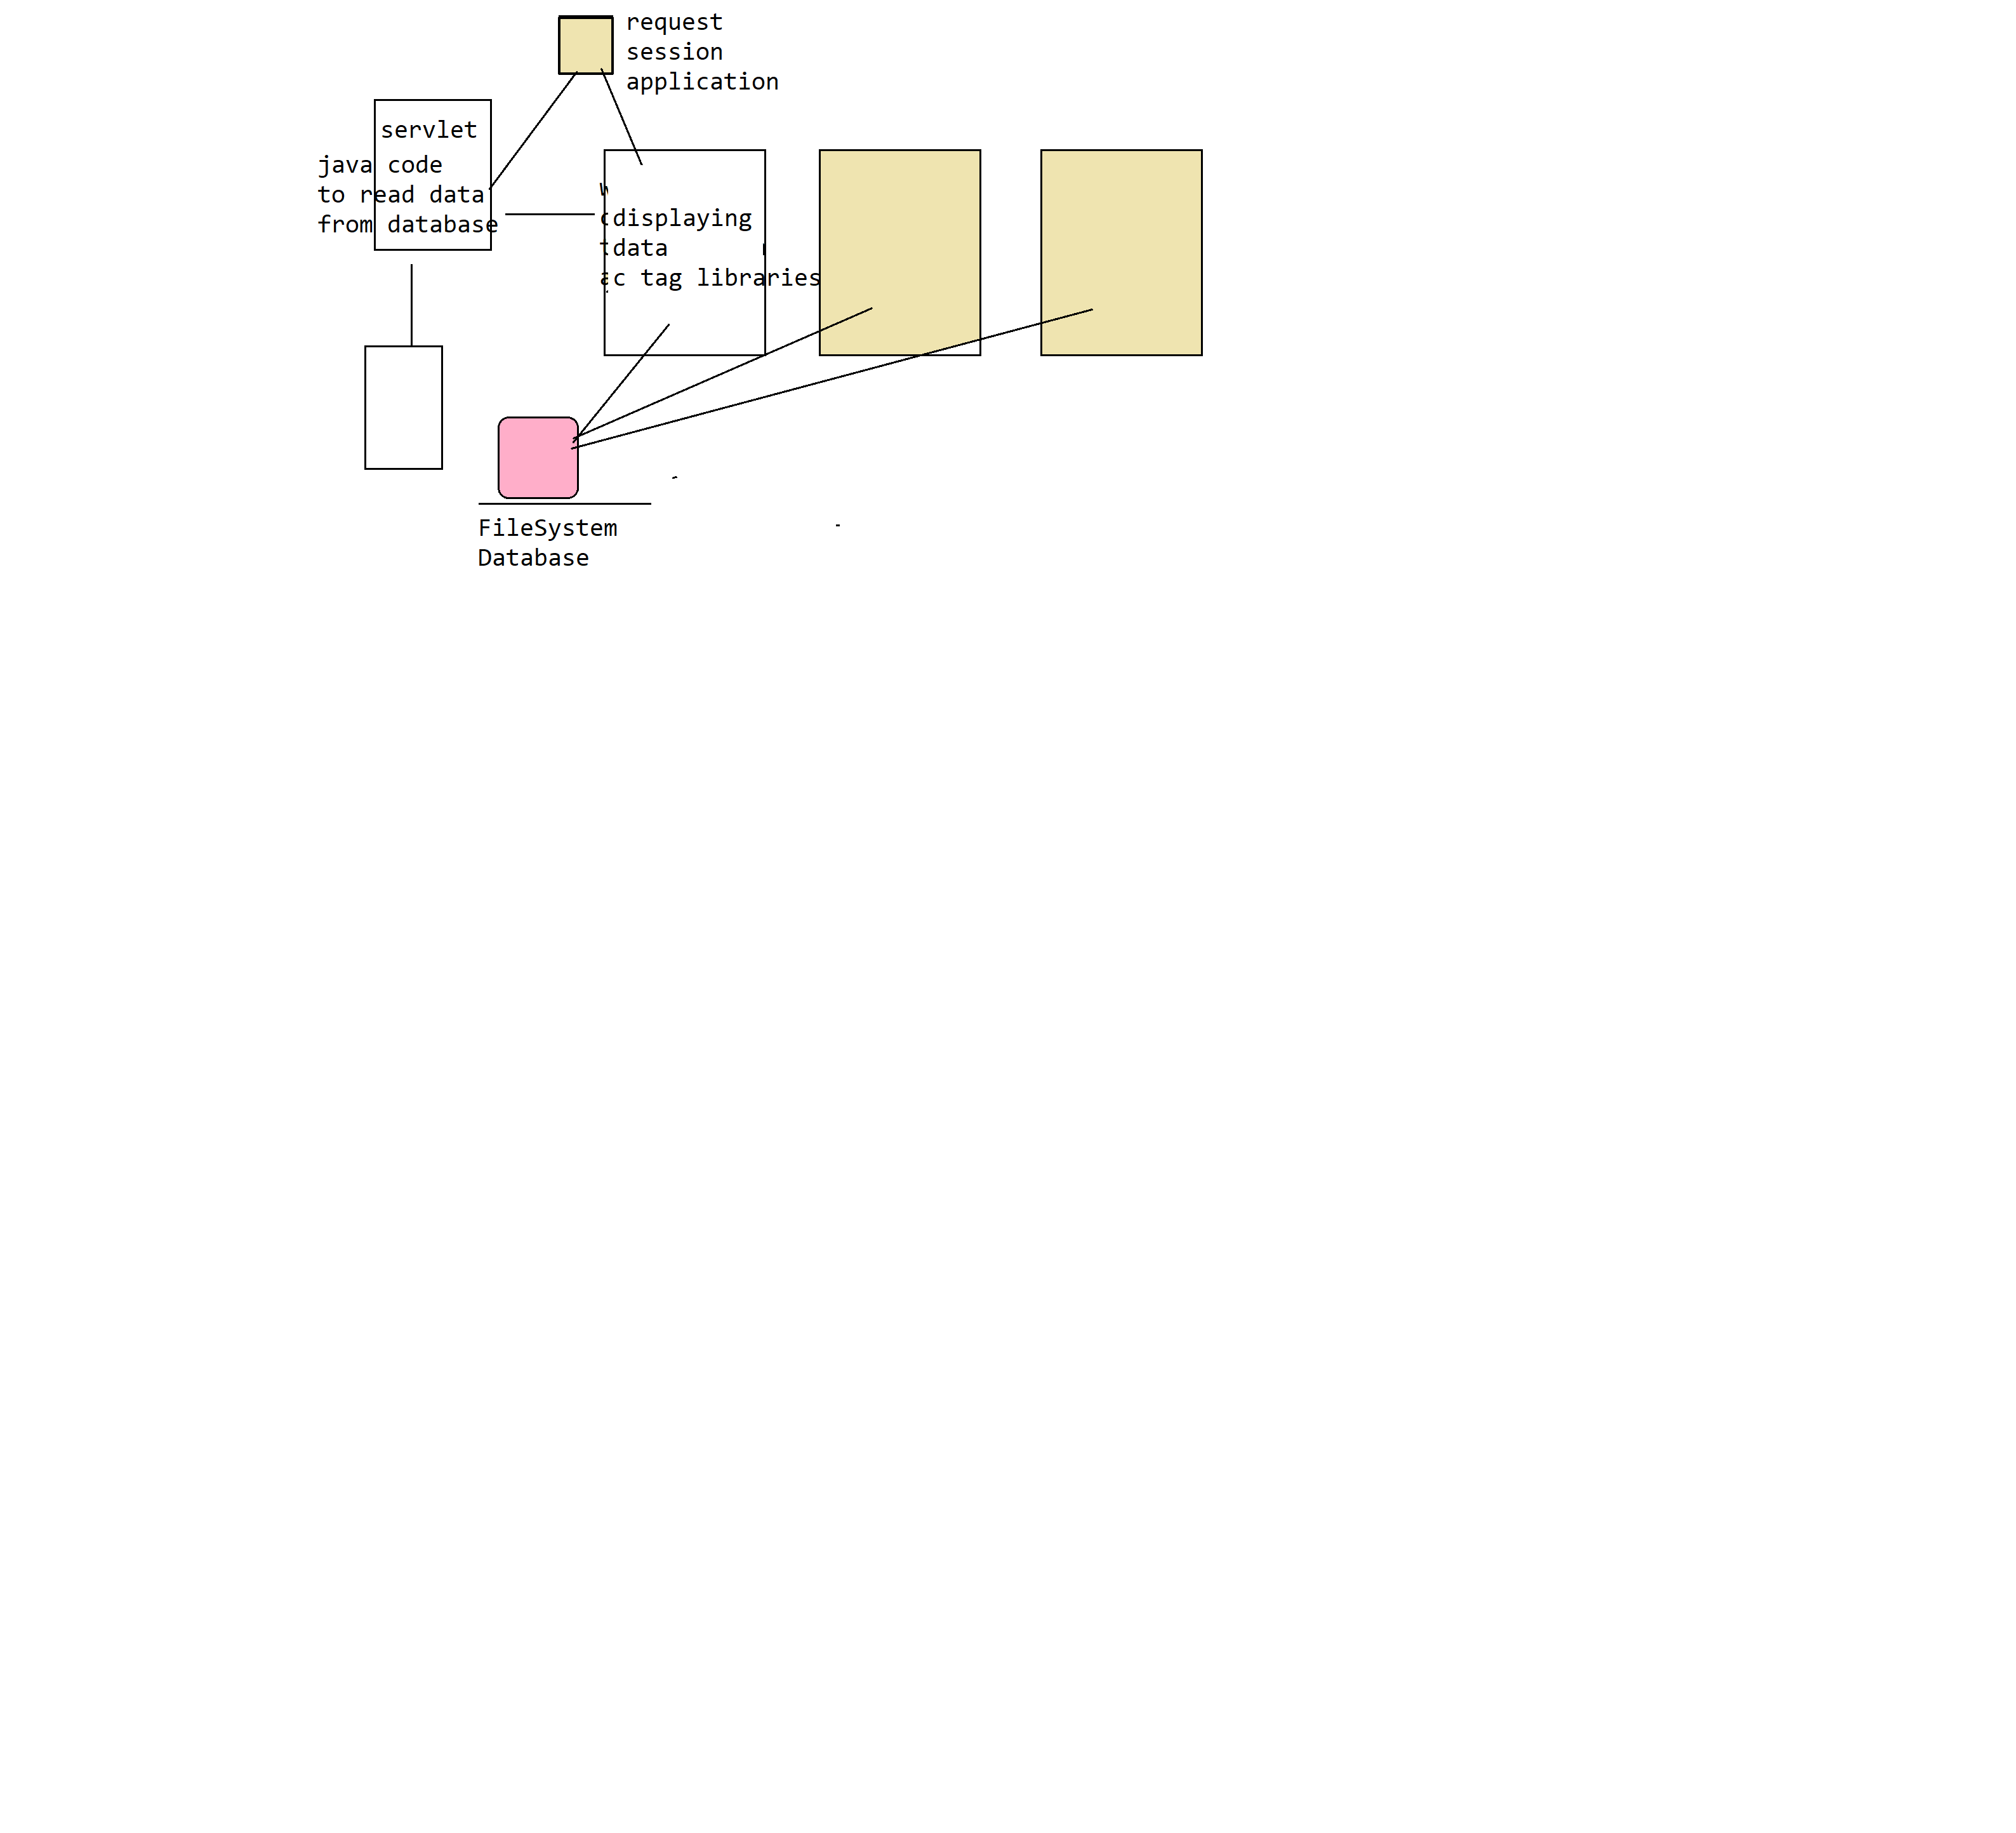 request
session
application
servlet
java code
to read data
from database
displaying
data
c tag libraries
FileSystem
Database